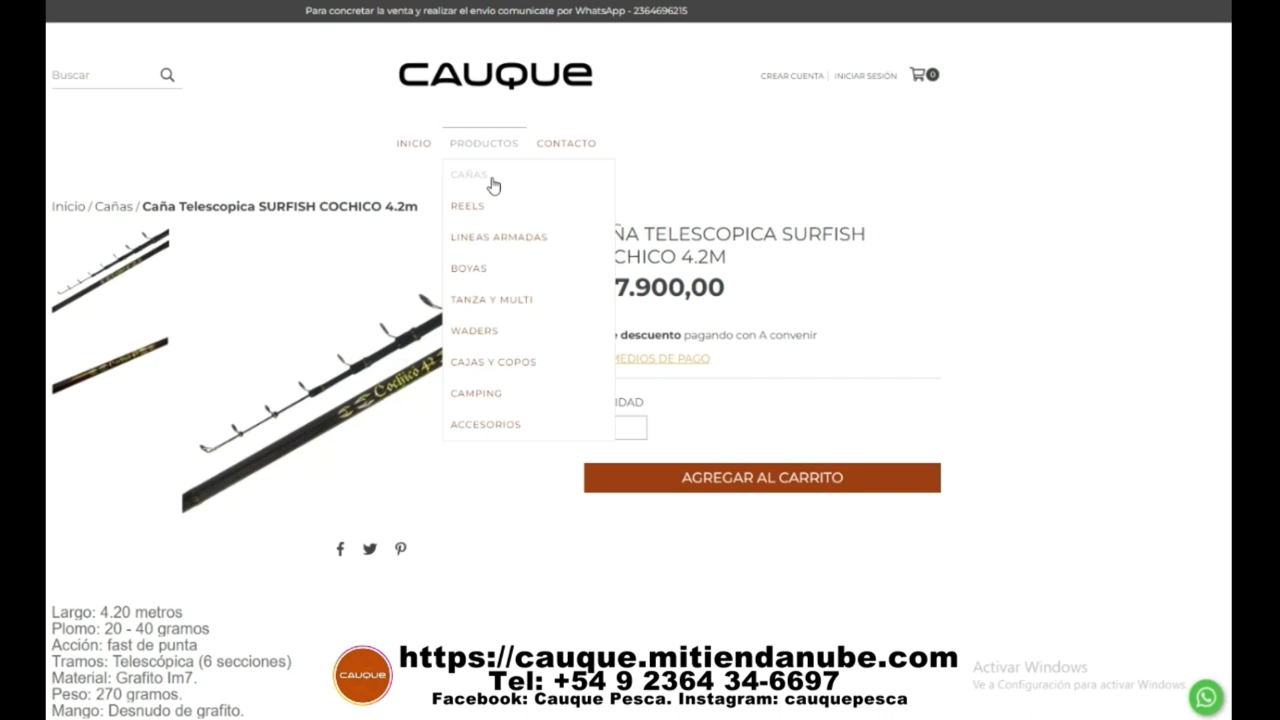 Para concretar la venta y realizar el envío comunicate por WhatsApp - 2364696215
Buscar
CAUQUE
CREAR CUENTA | INICIAR SESIÓN
0
INICIO PRODUCTOS CONTACTO
CAÑAS
REELS
LINEAS ARMADAS
BOYAS
TANZA Y MULTI
WADERS
CAJAS Y COPOS
CAMPING
ACCESORIOS
Inicio / Cañas / Caña Telescopica SURFISH COCHICO 4.2m
ÑA TELESCOPICA SURFISH
CHICO 4.2M
7.900,00
descuento pagando con A convenir
MEDIOS DE PAGO
IDAD
AGREGAR AL CARRITO
Cochico
Largo: 4.20 metros
Plomo: 20 - 40 gramos
Acción: fast de punta
Tramos: Telescópica (6 secciones)
Material: Grafito Im7.
Peso: 270 gramos.
Mango: Desnudo de grafito.
CAUQUE
https://cauque.mitiendanube.com
Tel: +54 9 2364 34-6697
Facebook: Cauque Pesca. Instagram: cauquepesca
Activar Windows
Ve a Configuración para activar Windows.